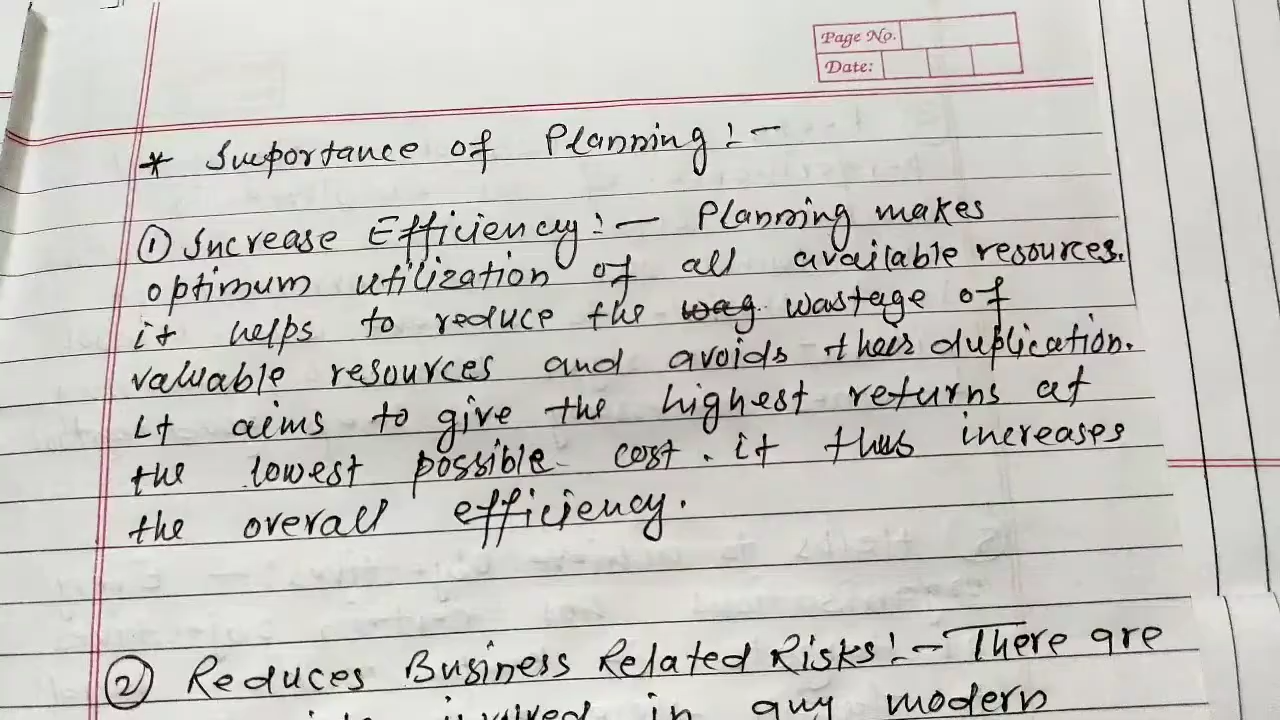 Page No.
Date:
* Importance of Planning :-
① Increase Efficiency :- Planning makes
optimum utilization of all available resources.
it helps to reduce the wag wastage of
valuable resources and avoids their duplication.
It aims to give the highest returns at
the lowest possible cost. it thus increases
the overall efficiency.
② Reduces Business Related Risks :- There are
involved in any modern